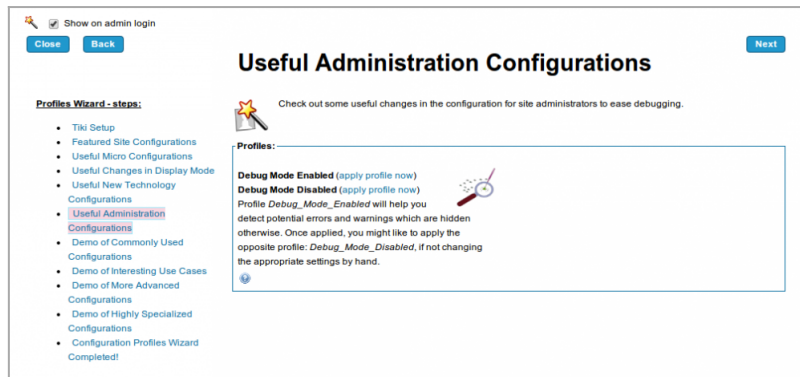 Show on admin login
Close
Back
Next
Useful Administration Configurations
Profiles Wizard - steps:
Tiki Setup
Featured Site Configurations
Useful Micro Configurations
Useful Changes in Display Mode
Useful New Technology
Configurations
Useful Administration
Configurations
Demo of Commonly Used
Configurations
Demo of Interesting Use Cases
Demo of More Advanced
Configurations
Demo of Highly Specialized
Configurations
Configuration Profiles Wizard
Completed!
Check out some useful changes in the configuration for site administrators to ease debugging.
Profiles:
Debug Mode Enabled (apply profile now)
Debug Mode Disabled (apply profile now)
Profile Debug_Mode_Enabled will help you
detect potential errors and warnings which are hidden
otherwise. Once applied, you might like to apply the
opposite profile: Debug_Mode_Disabled, if not changing
the appropriate settings by hand.